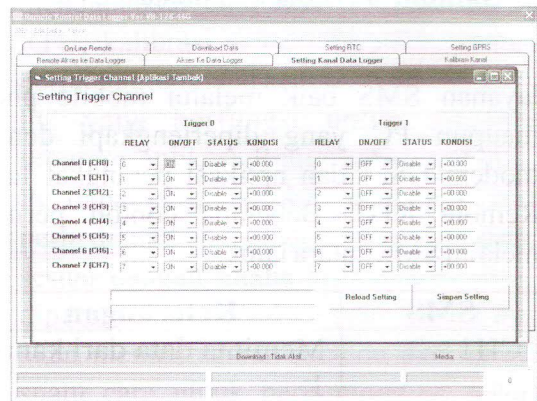 Remote Kontrol Data Logger Ver
On Line Remote Download Data Setting RTC Setting GPRS
Remote Akses ke Data Logger Akses Ke Data Logger Setting Kanal Data Logger Kalibrasi Kanal
Setting Trigger Channel (Aplikasi Tambak)
Setting Trigger Channel
Trigger 0 Trigger 1
RELAY ON/OFF STATUS KONDISI RELAY ON/OFF STATUS KONDISI
Channel 0 (CH0) : 0 ON Disable +00.000 0 OFF Disable +00.000
Channel 1 (CH1) : 1 ON Disable +00.000 1 OFF Disable +00.000
Channel 2 (CH2) : 2 ON Disable +00.000 2 OFF Disable +00.000
Channel 3 (CH3) : 3 ON Disable +00.000 3 OFF Disable +00.000
Channel 4 (CH4) : 4 ON Disable +00.000 4 OFF Disable +00.000
Channel 5 (CH5) : 5 ON Disable +00.000 5 OFF Disable +00.000
Channel 6 (CH6) : 6 ON Disable +00.000 6 OFF Disable +00.000
Channel 7 (CH7) : 7 ON Disable +00.000 7 OFF Disable +00.000
Reload Setting Simpan Setting
Download : Tidak Aktif Media
0